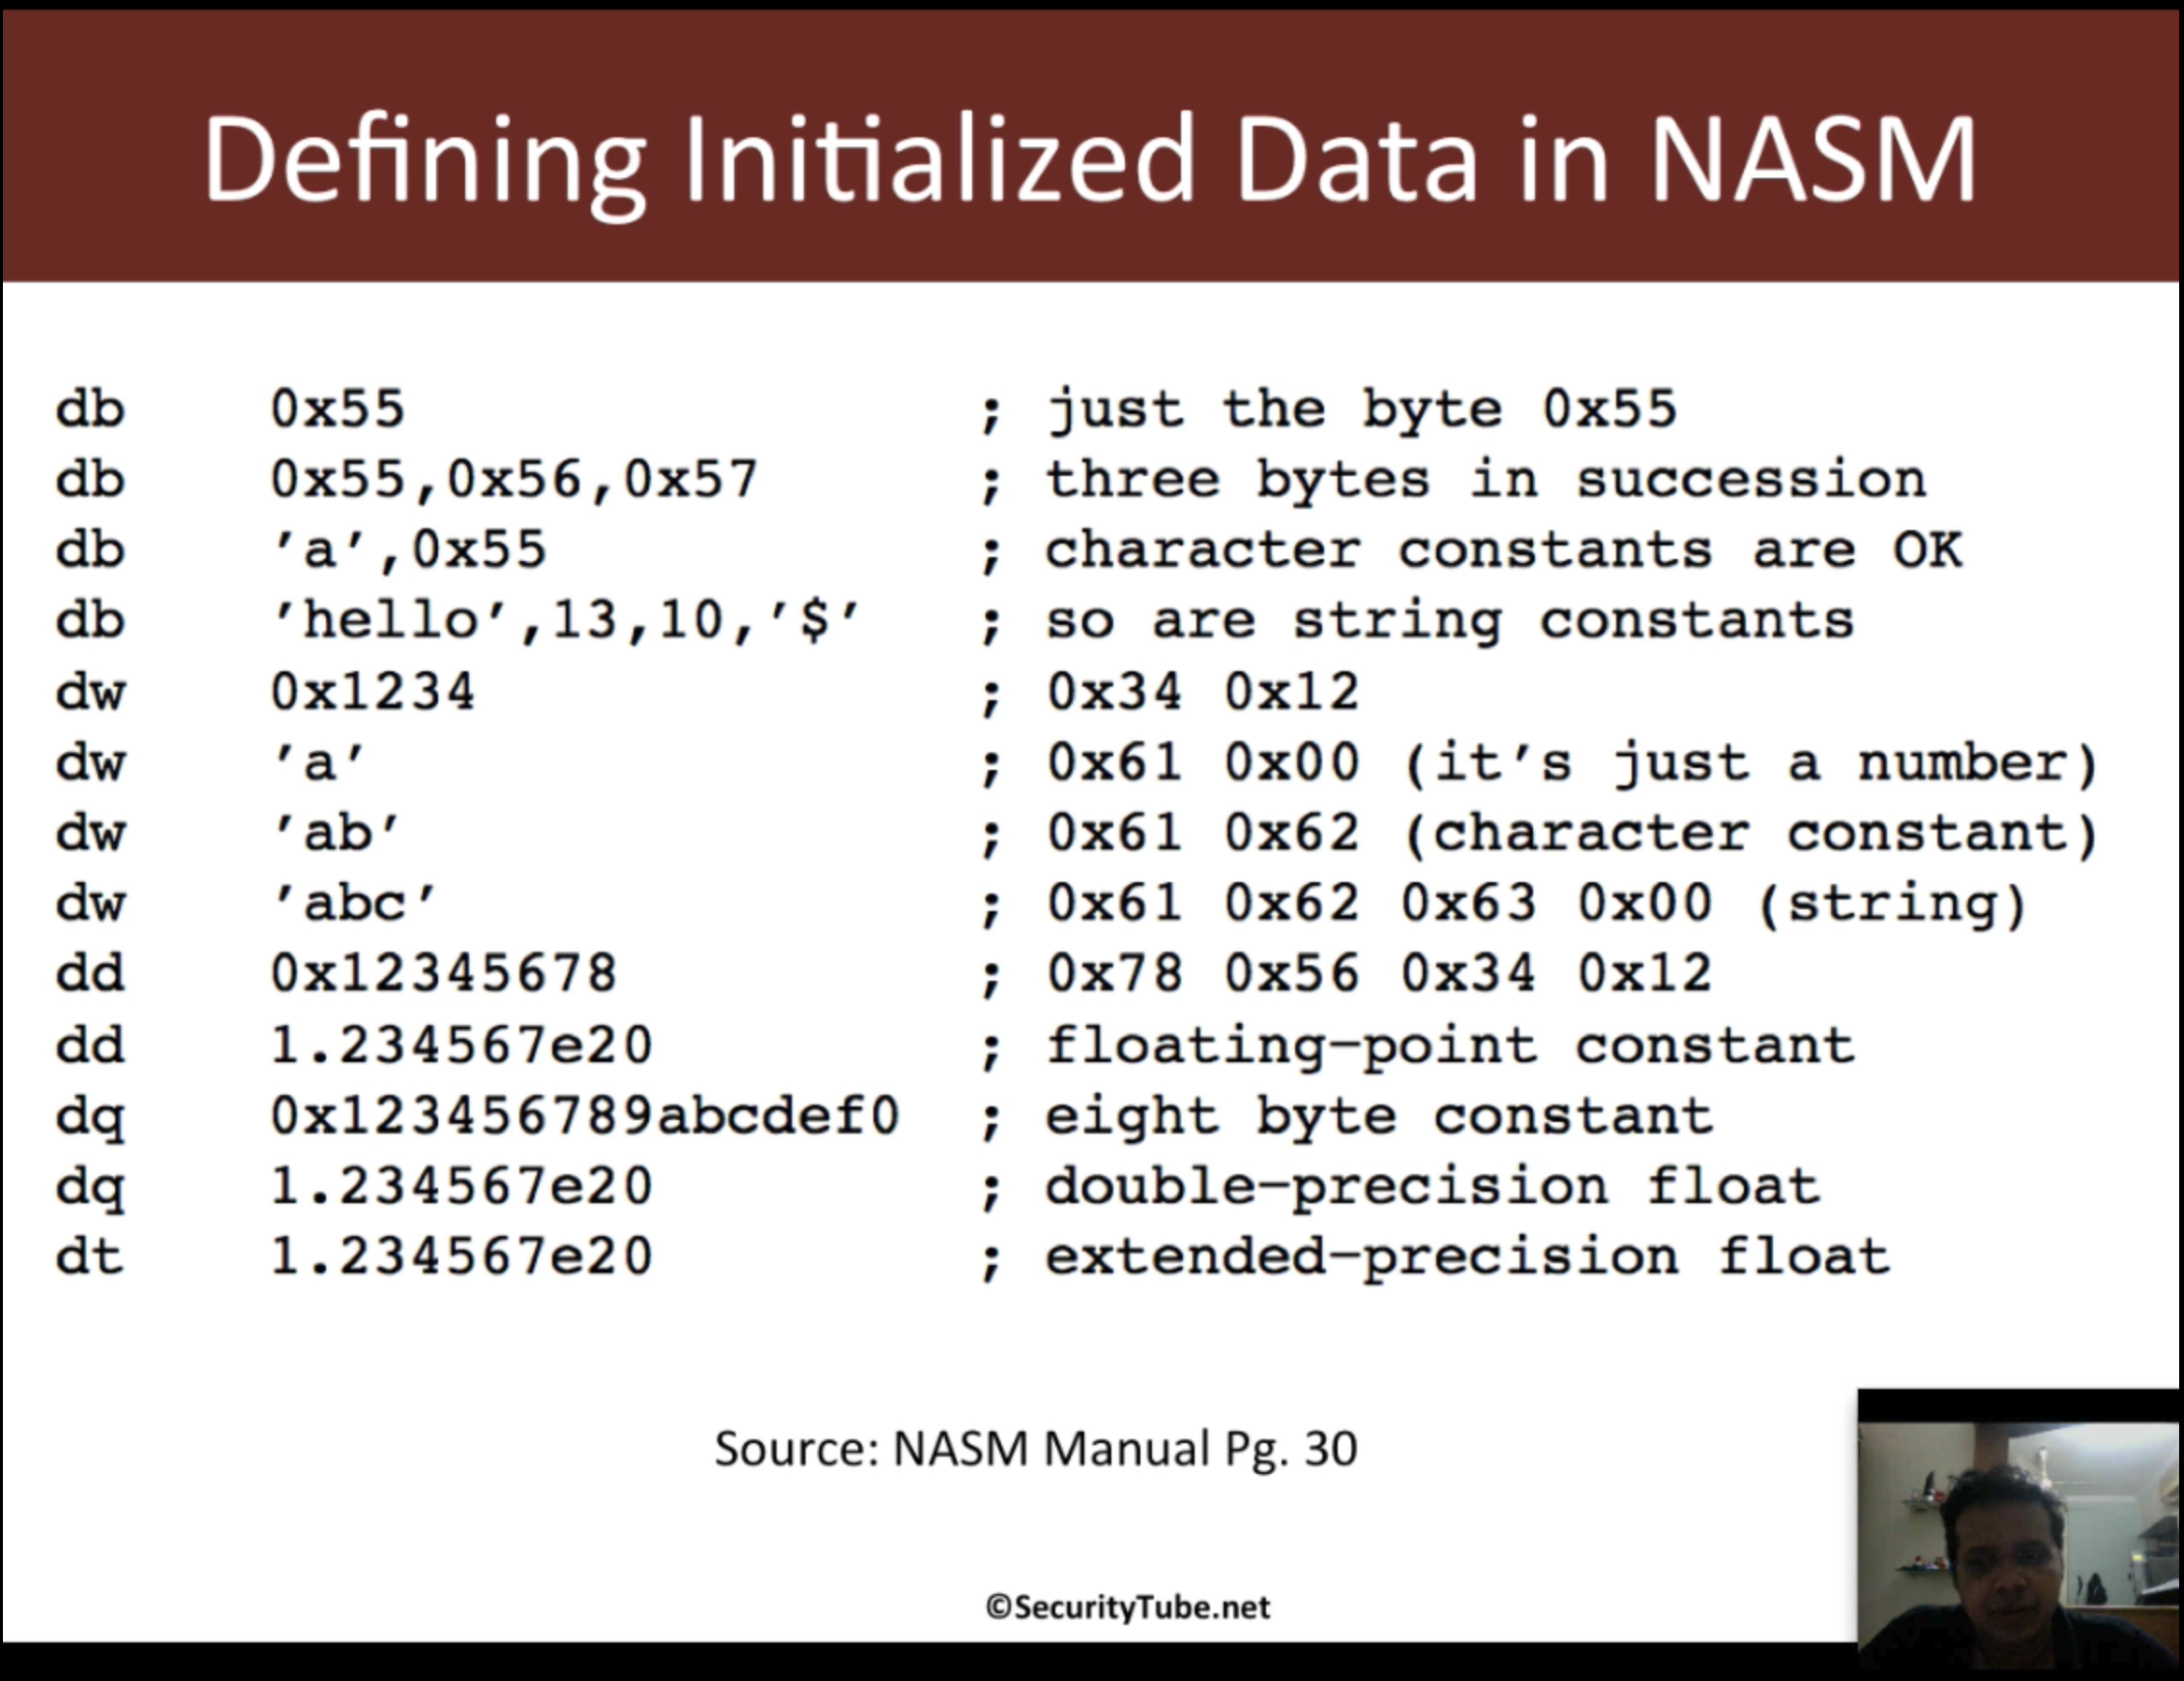 Defining Initialized Data in NASM
db 0x55 ; just the byte 0x55
db 0x55,0x56,0x57 ; three bytes in succession
db ’a’,0x55 ; character constants are OK
db ’hello’,13,10,’$’ ; so are string constants
dw 0x1234 ; 0x34 0x12
dw ’a’ ; 0x61 0x00 (it’s just a number)
dw ’ab’ ; 0x61 0x62 (character constant)
dw ’abc’ ; 0x61 0x62 0x63 0x00 (string)
dd 0x12345678 ; 0x78 0x56 0x34 0x12
dd 1.234567e20 ; floating-point constant
dq 0x123456789abcdef0 ; eight byte constant
dq 1.234567e20 ; double-precision float
dt 1.234567e20 ; extended-precision float
Source: NASM Manual Pg. 30
©SecurityTube.net